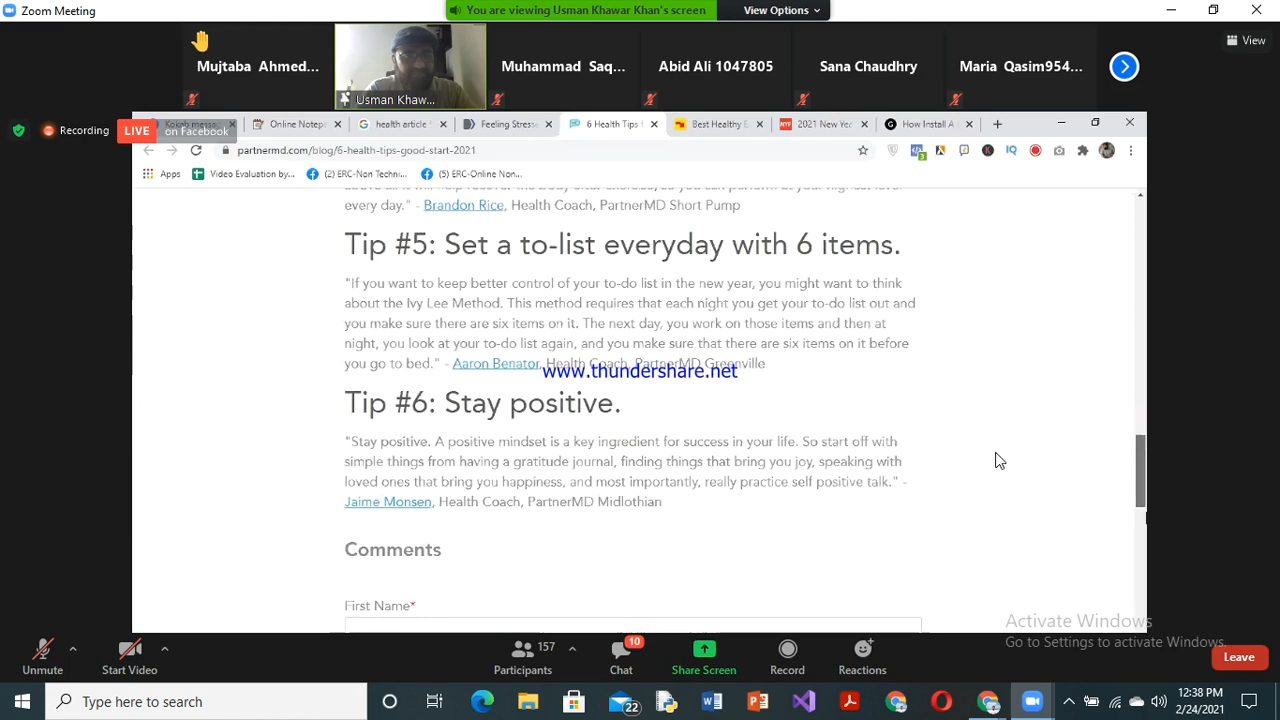 Zoom Meeting
You are viewing Usman Khawar Khan's screen
View Options
Mujtaba Ahmed...
Usman Khaw...
Muhammad Saq...
Abid Ali 1047805
Sana Chaudhry
Maria Qasim954...
View
Recording
LIVE on Facebook
Online Notep
health article
Feeling Stresse
6 Health Tips
Best Healthy E
2021 New Yea
How Install A
partnermd.com/blog/6-health-tips-good-start-2021
3
Apps
Video Evaluation by...
(2) ERC-Non Techni...
(5) ERC-Online Non...
every day." - Brandon Rice, Health Coach, PartnerMD Short Pump
Tip #5: Set a to-list everyday with 6 items.
"If you want to keep better control of your to-do list in the new year, you might want to think
about the Ivy Lee Method. This method requires that each night you get your to-do list out and
you make sure there are six items on it. The next day, you work on those items and then at
night, you look at your to-do list again, and you make sure that there are six items on it before
you go to bed." - Aaron Benator, Health Coach, PartnerMD Greenville
www.thundershare.net
Tip #6: Stay positive.
"Stay positive. A positive mindset is a key ingredient for success in your life. So start off with
simple things from having a gratitude journal, finding things that bring you joy, speaking with
loved ones that bring you happiness, and most importantly, really practice self positive talk." -
Jaime Monsen, Health Coach, PartnerMD Midlothian
Comments
First Name*
Activate Windows
Go to Settings to activate Windows.
Unmute
Start Video
157
Participants
10
Chat
Share Screen
Record
Reactions
Leave
Type here to search
22
12:38 PM
2/24/2021